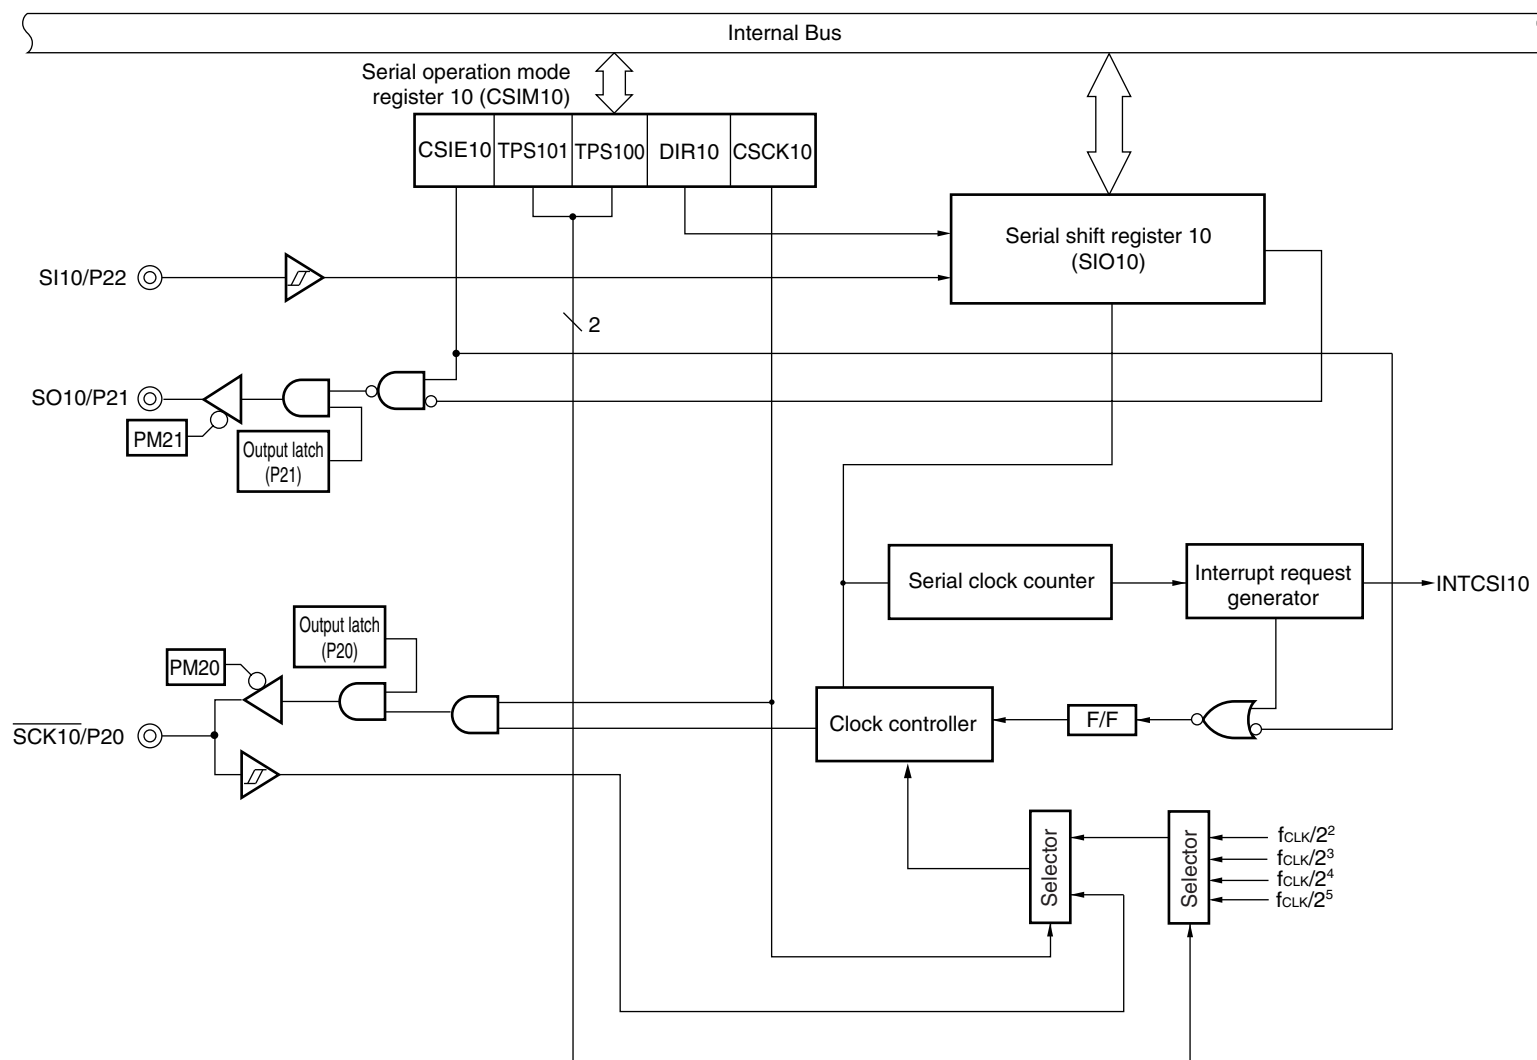 Internal Bus
Serial operation mode
register 10 (CSIM10)
CSIE10 TPS101 TPS100 DIR10 CSCK10
Serial shift register 10
(SIO10)
SI10/P22
2
SO10/P21
PM21
Output latch
(P21)
Serial clock counter
Interrupt request
generator
INTCSI10
Output latch
(P20)
PM20
SCK10/P20
Clock controller
F/F
Selector
Selector
fCLK/2²
fCLK/2³
fCLK/2⁴
fCLK/2⁵